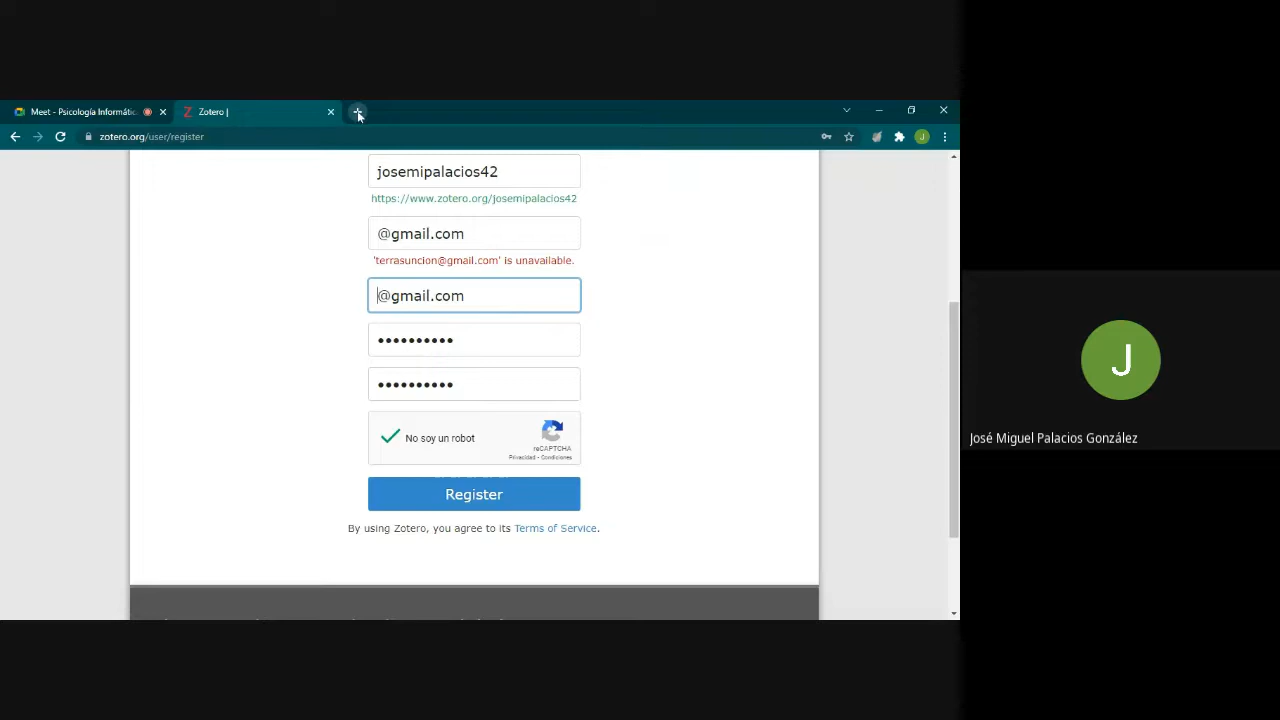 Meet - Psicología Informátic
Zotero |
zotero.org/user/register
J
josemipalacios42
https://www.zotero.org/josemipalacios42
@gmail.com
'terrasuncion@gmail.com' is unavailable.
@gmail.com
No soy un robot
reCAPTCHA
Privacidad - Condiciones
Register
By using Zotero, you agree to its Terms of Service.
J
José Miguel Palacios González